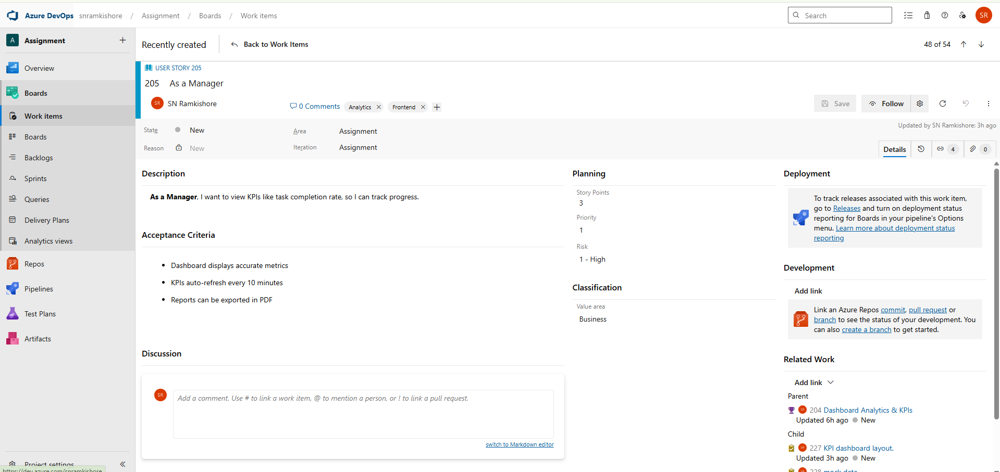 Azure DevOps snramkishore / Assignment / Boards / Work items
Search
SR
A Assignment
Recently created
Back to Work Items
48 of 54
Overview
Boards
Work items
Boards
Backlogs
Sprints
Queries
Delivery Plans
Analytics views
Repos
Pipelines
Test Plans
Artifacts
Project settings
https://dev.azure.com/snramkishore
USER STORY 205
205 As a Manager
SR SN Ramkishore
0 Comments
Analytics
Frontend
Save
Follow
State New
Area Assignment
Updated by SN Ramkishore: 3h ago
Reason New
Iteration Assignment
Details
4
0
Description
As a Manager, I want to view KPIs like task completion rate, so I can track progress.
Acceptance Criteria
• Dashboard displays accurate metrics
• KPIs auto-refresh every 10 minutes
• Reports can be exported in PDF
Discussion
SR
Add a comment. Use # to link a work item, @ to mention a person, or ! to link a pull request.
switch to Markdown editor
Planning
Story Points
3
Priority
1
Risk
1 - High
Classification
Value area
Business
Deployment
To track releases associated with this work item,
go to Releases and turn on deployment status
reporting for Boards in your pipeline's Options
menu. Learn more about deployment status
reporting
Development
Add link
Link an Azure Repos commit, pull request or
branch to see the status of your development. You
can also create a branch to get started.
Related Work
Add link
Parent
SR 204 Dashboard Analytics & KPIs
Updated 6h ago New
Child
SR 227 KPI dashboard layout.
Updated 3h ago New
228 mock data